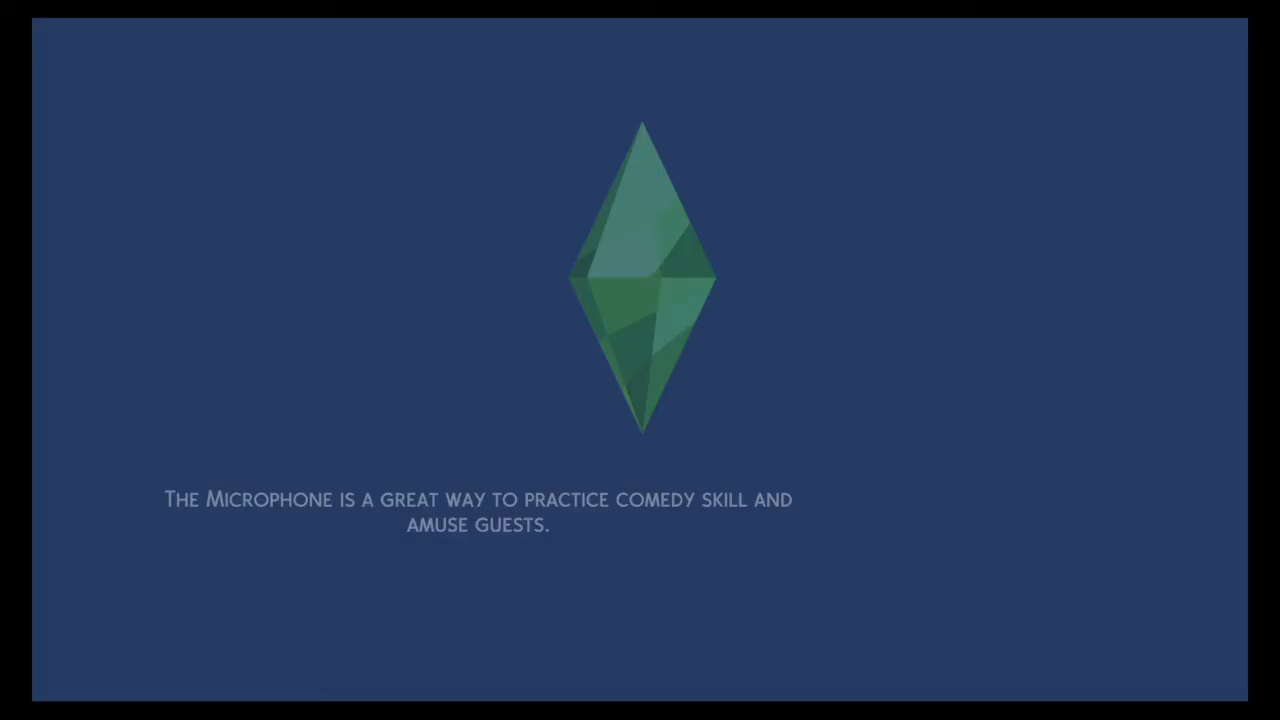 The Microphone is a great way to practice comedy skill and
amuse guests.